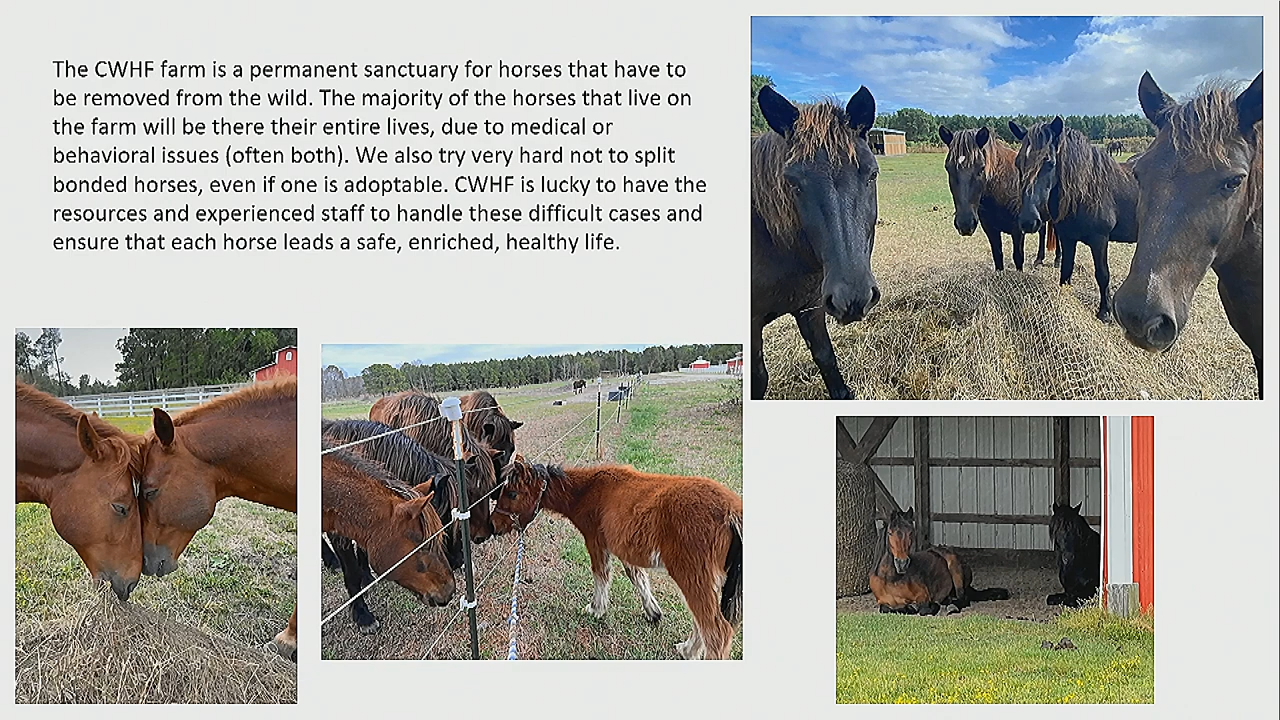 The CWHF farm is a permanent sanctuary for horses that have to
be removed from the wild. The majority of the horses that live on
the farm will be there their entire lives, due to medical or
behavioral issues (often both). We also try very hard not to split
bonded horses, even if one is adoptable. CWHF is lucky to have the
resources and experienced staff to handle these difficult cases and
ensure that each horse leads a safe, enriched, healthy life.